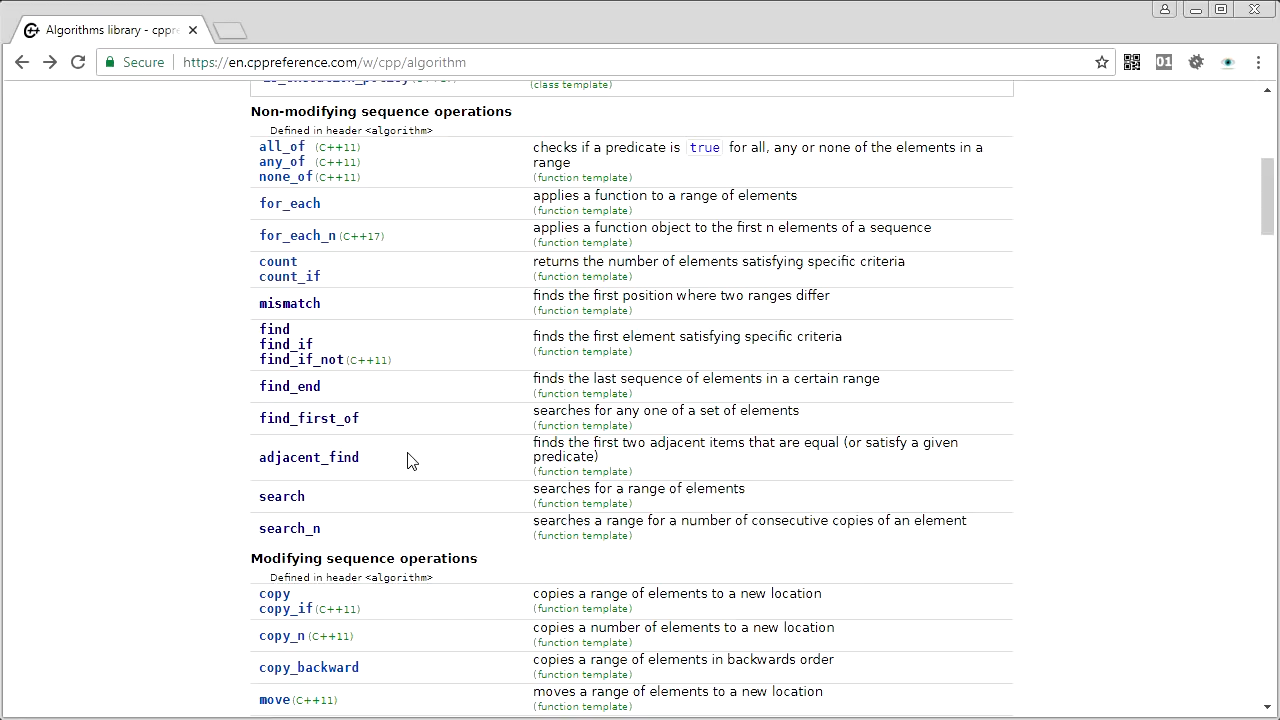 Algorithms library - cppr
Secure
https://en.cppreference.com/w/cpp/algorithm
01
is_execution_policy (C++17)
(class template)
Non-modifying sequence operations
Defined in header <algorithm>
all_of (C++11)
any_of (C++11)
none_of (C++11)
checks if a predicate is true for all, any or none of the elements in a
range
(function template)
for_each
applies a function to a range of elements
(function template)
for_each_n (C++17)
applies a function object to the first n elements of a sequence
(function template)
count
count_if
returns the number of elements satisfying specific criteria
(function template)
mismatch
finds the first position where two ranges differ
(function template)
find
find_if
find_if_not (C++11)
finds the first element satisfying specific criteria
(function template)
find_end
finds the last sequence of elements in a certain range
(function template)
find_first_of
searches for any one of a set of elements
(function template)
adjacent_find
finds the first two adjacent items that are equal (or satisfy a given
predicate)
(function template)
search
searches for a range of elements
(function template)
search_n
searches a range for a number of consecutive copies of an element
(function template)
Modifying sequence operations
Defined in header <algorithm>
copy
copy_if (C++11)
copies a range of elements to a new location
(function template)
copy_n (C++11)
copies a number of elements to a new location
(function template)
copy_backward
copies a range of elements in backwards order
(function template)
move (C++11)
moves a range of elements to a new location
(function template)